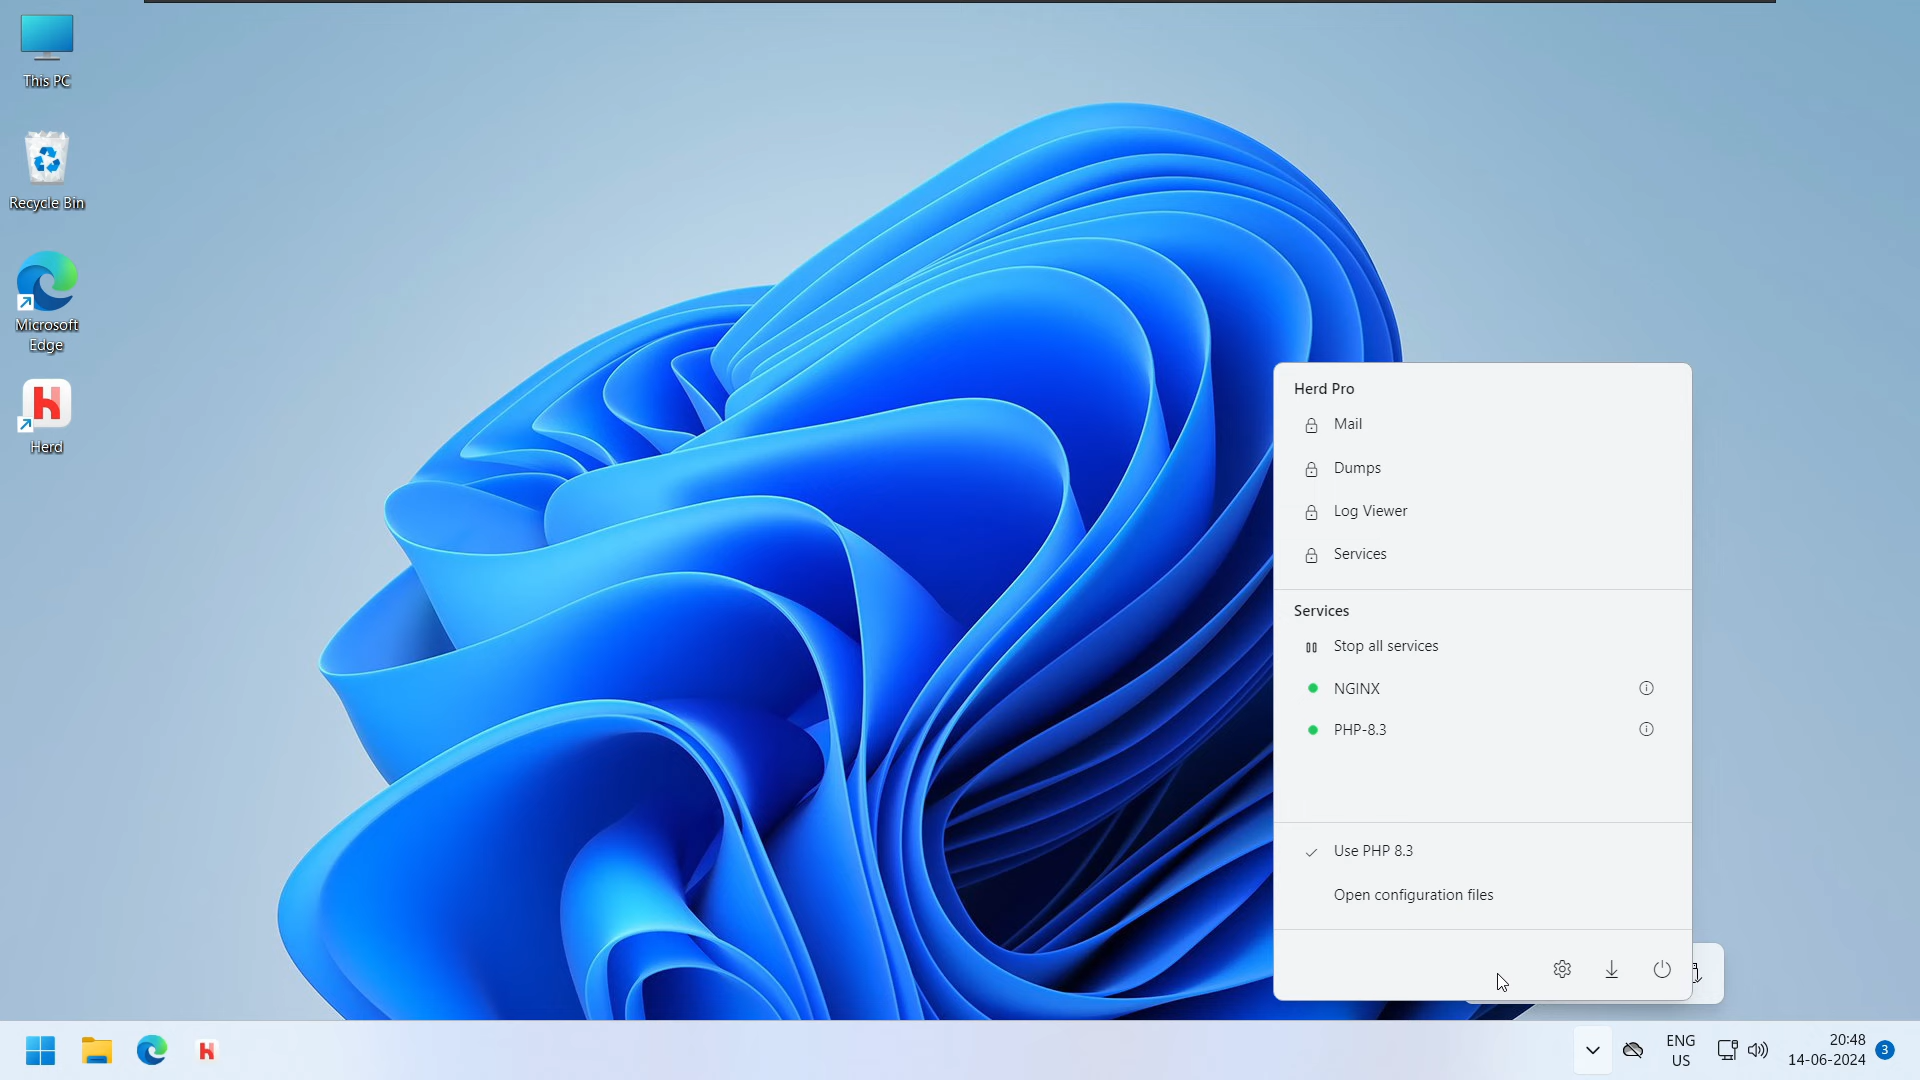 This PC
Recycle Bin
Microsoft
Edge
Herd
Herd Pro
Mail
Dumps
Log Viewer
Services
Services
Stop all services
NGINX
PHP-8.3
Use PHP 8.3
Open configuration files
ENG
US
20:48
14-06-2024
3